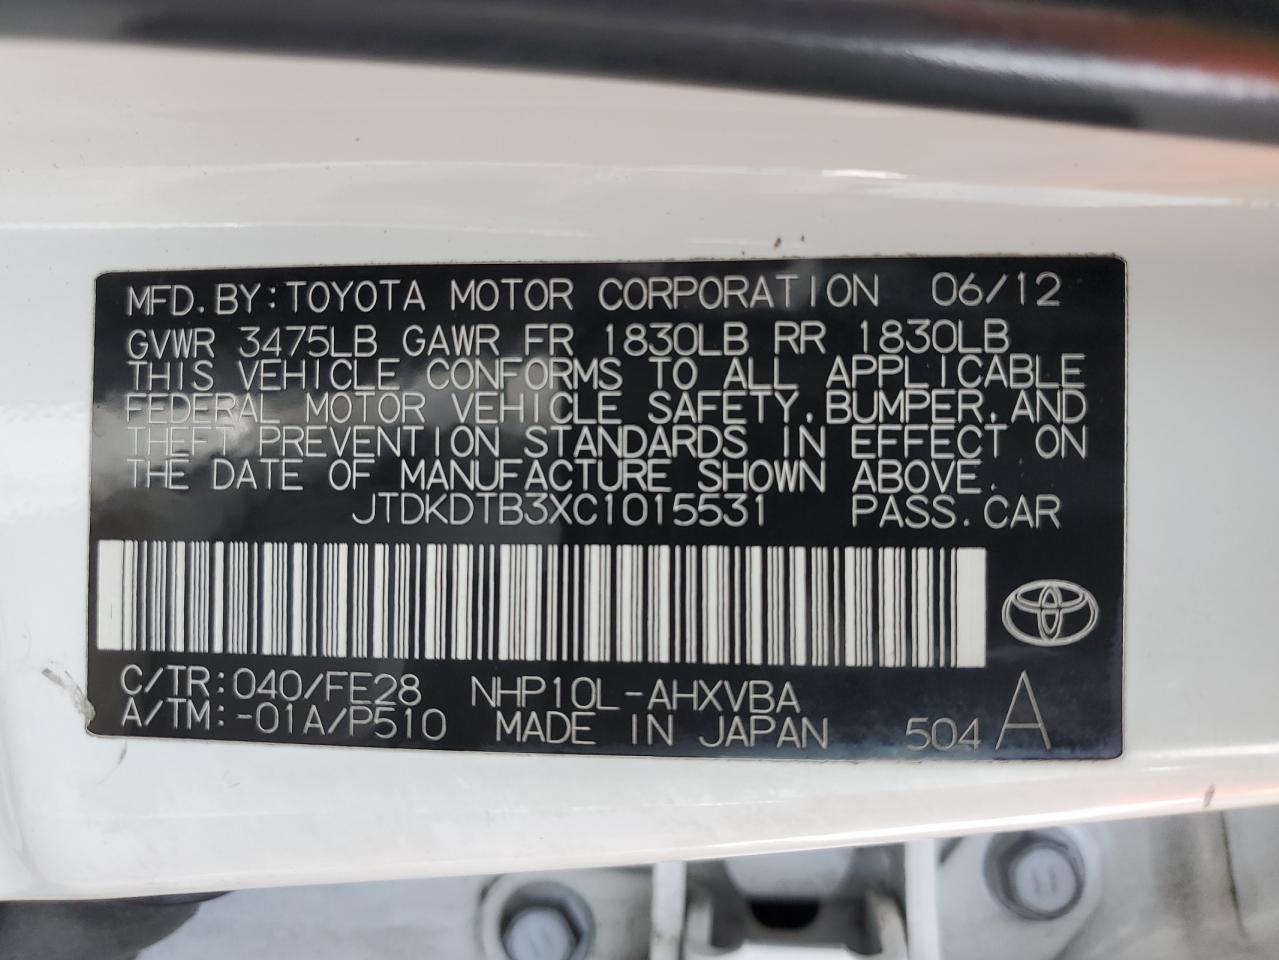 MFD.BY:TOYOTA MOTOR CORPORATION 06/12
GVWR 3475LB GAWR FR 1830LB RR 1830LB
THIS VEHICLE CONFORMS TO ALL APPLICABLE
FEDERAL MOTOR VEHICLE SAFETY,BUMPER,AND
THEFT PREVENTION STANDARDS IN EFFECT ON
THE DATE OF MANUFACTURE SHOWN ABOVE.
JTDKDTB3XC1015531 PASS.CAR
C/TR:040/FE28 NHP10L-AHXVBA
A/TM:-01A/P510 MADE IN JAPAN 504 A